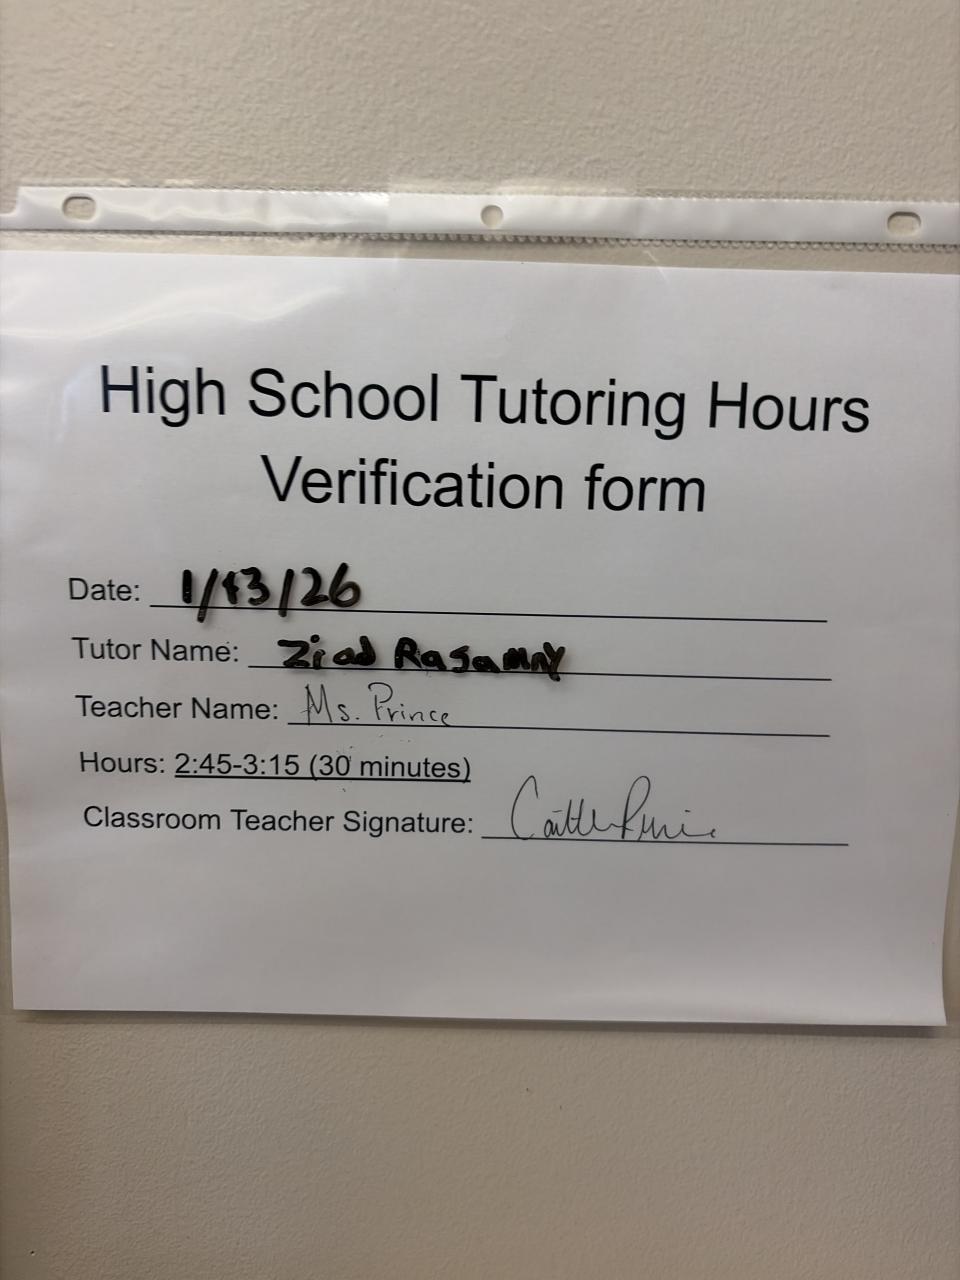 High School Tutoring Hours
Verification form
Date: 1/13/26
Tutor Name: Ziad Rasamny
Teacher Name: Ms. Prince
Hours: 2:45-3:15 (30 minutes)
Classroom Teacher Signature: